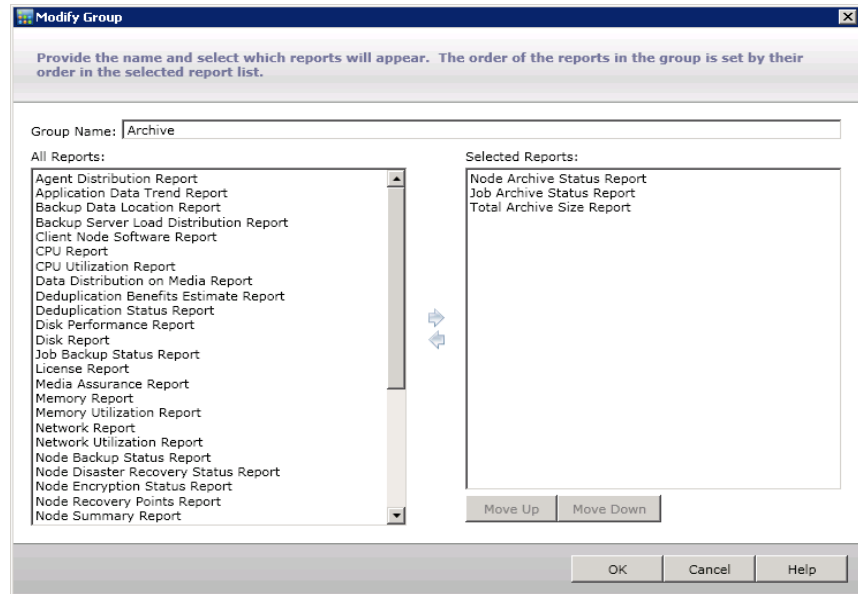 Modify Group
Provide the name and select which reports will appear. The order of the reports in the group is set by their
order in the selected report list.
Group Name: Archive
All Reports:
Agent Distribution Report
Application Data Trend Report
Backup Data Location Report
Backup Server Load Distribution Report
Client Node Software Report
CPU Report
CPU Utilization Report
Data Distribution on Media Report
Deduplication Benefits Estimate Report
Deduplication Status Report
Disk Performance Report
Disk Report
Job Backup Status Report
License Report
Media Assurance Report
Memory Report
Memory Utilization Report
Network Report
Network Utilization Report
Node Backup Status Report
Node Disaster Recovery Status Report
Node Encryption Status Report
Node Recovery Points Report
Node Summary Report
Selected Reports:
Node Archive Status Report
Job Archive Status Report
Total Archive Size Report
Move Up Move Down
OK Cancel Help